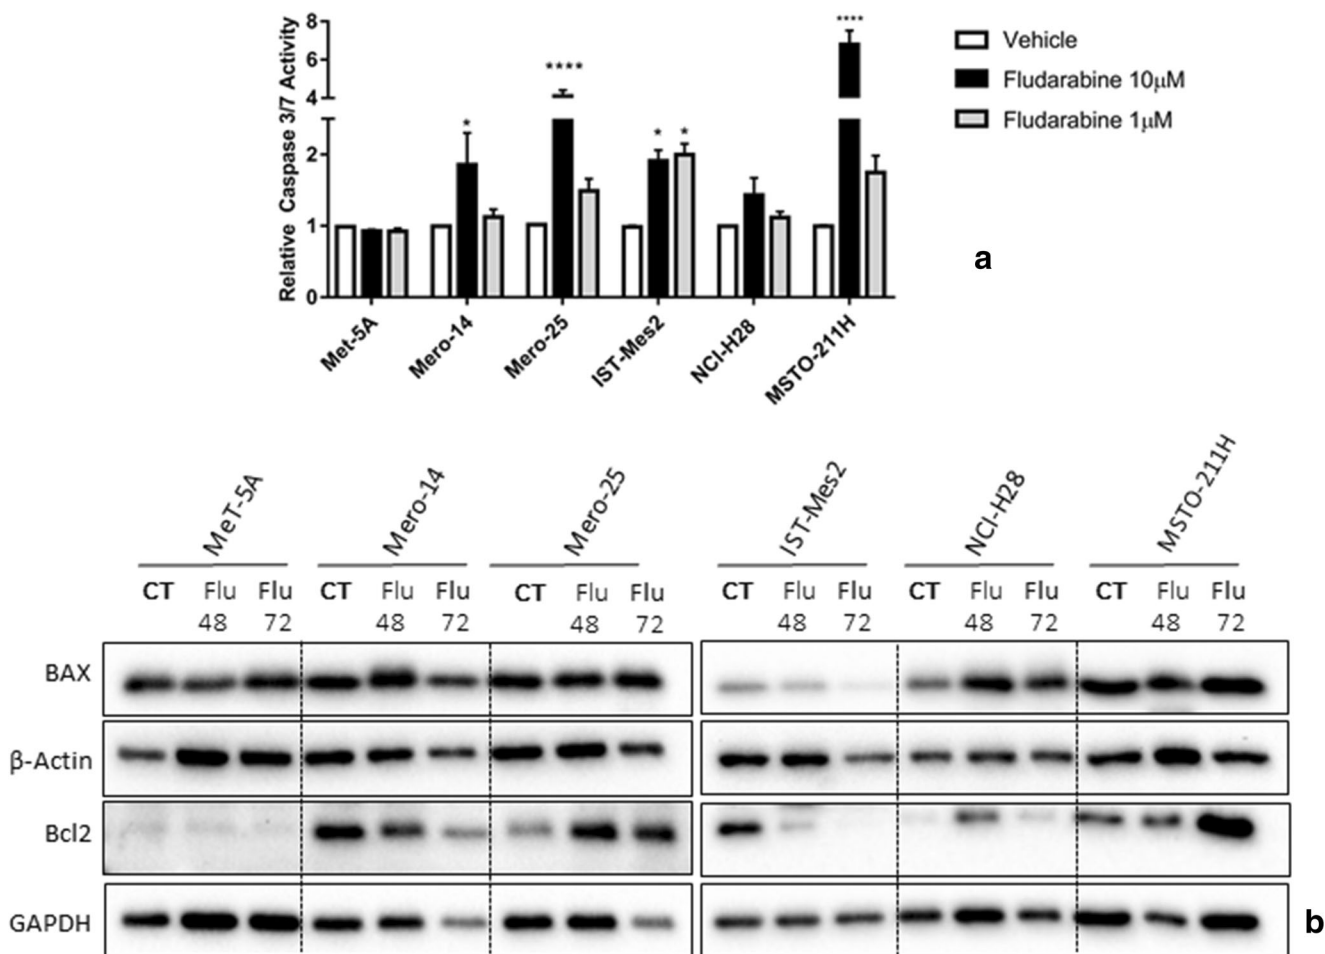 Relative Caspase 3/7 Activity
8
6
4
2
1
0
*
****
*
*
****
Vehicle
Fludarabine 10μM
Fludarabine 1μM
a
Met-5A
Mero-14
Mero-25
IST-Mes2
NCI-H28
MSTO-211H
MeT-5A
Mero-14
Mero-25
IST-Mes2
NCI-H28
MSTO-211H
CT Flu Flu CT Flu Flu CT Flu Flu CT Flu Flu CT Flu Flu CT Flu Flu
48 72 48 72 48 72 48 72 48 72 48 72
BAX
β-Actin
Bcl2
GAPDH
b